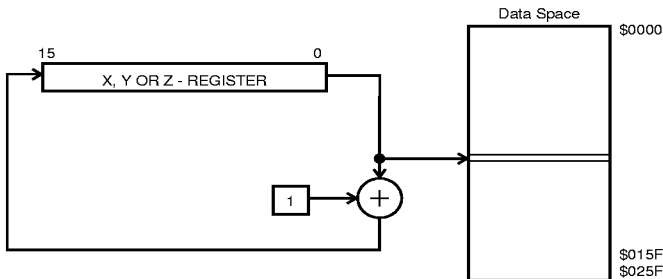 Data Space
$0000
15
0
X, Y OR Z - REGISTER
1
+
$015F
$025F